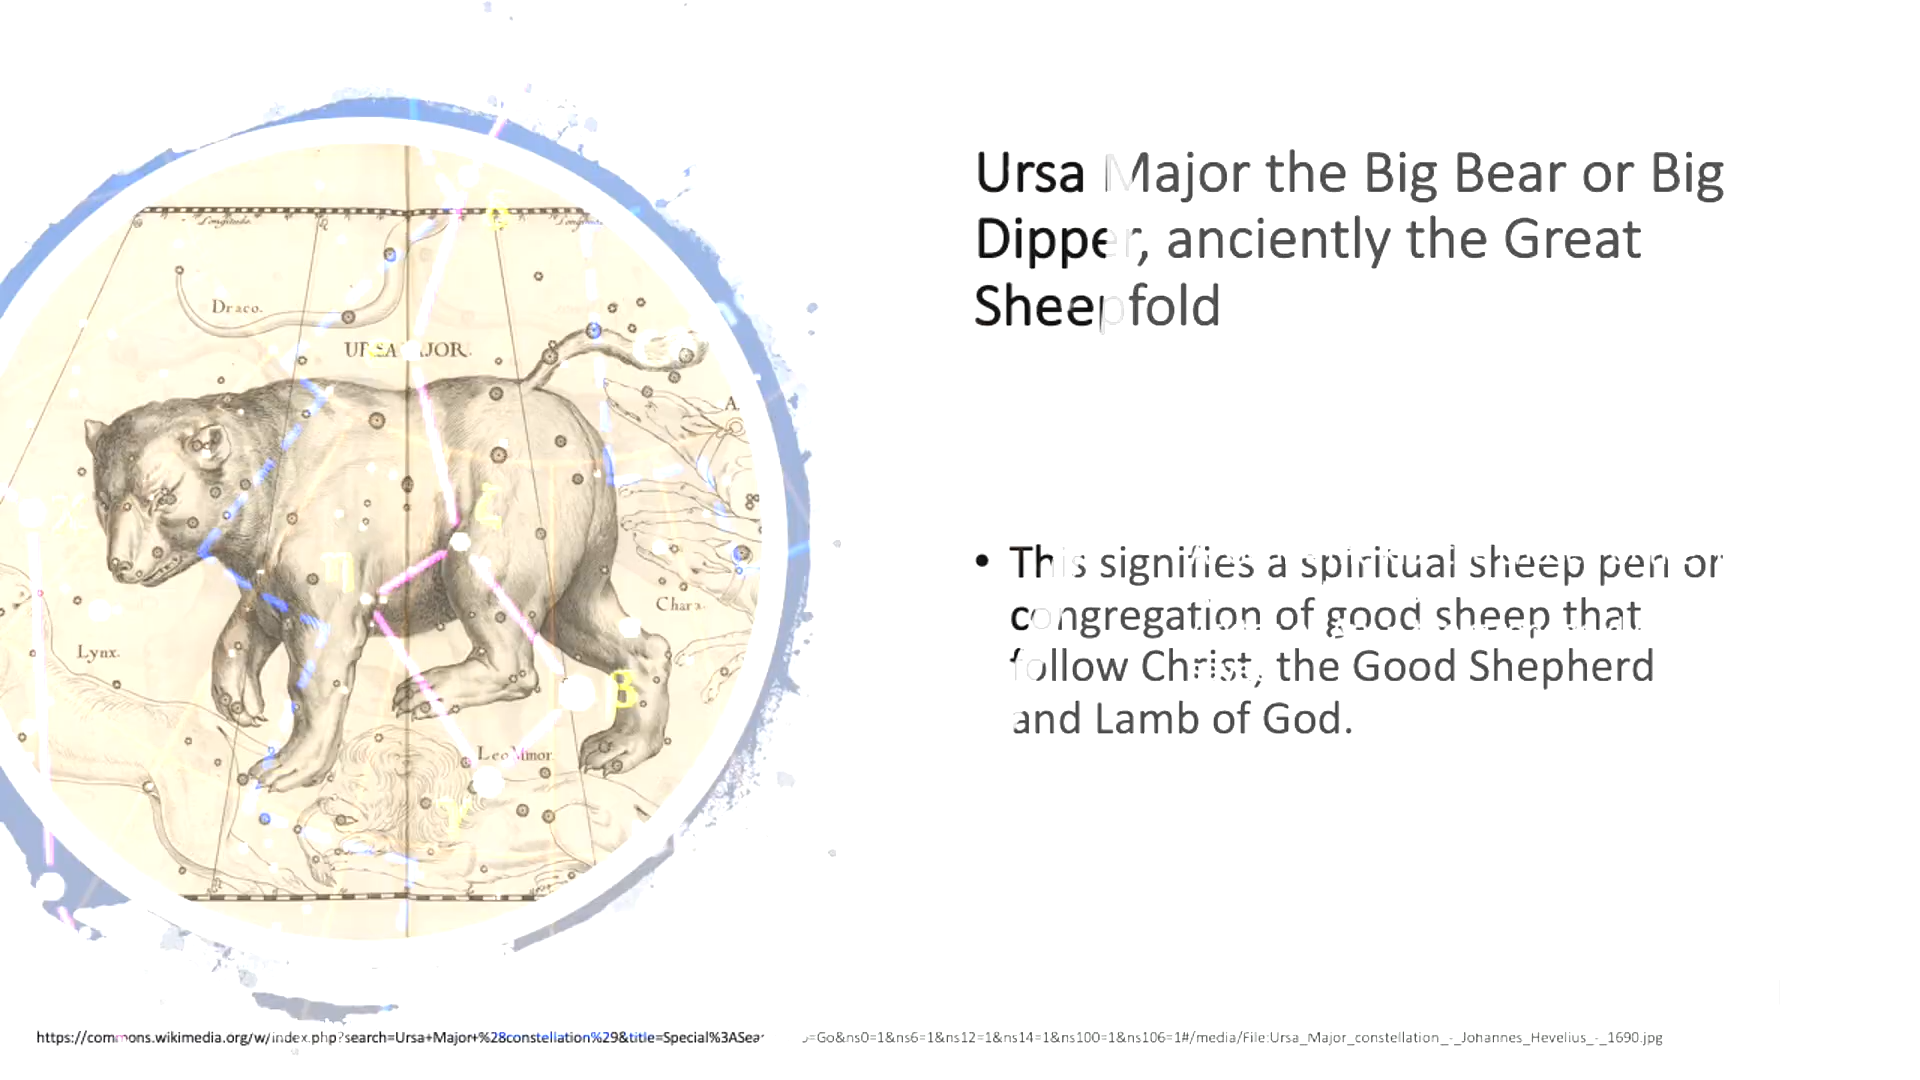 Ursa Major the Big Bear or Big
Dipper, anciently the Great
Sheepfold
This signifies a spiritual sheep pen or
congregation of good sheep that
follow Christ, the Good Shepherd
and Lamb of God.
Longitudo.
Draco.
URSA MAJOR.
A
ζ
η
Chara.
Lynx.
β
Leo Minor
γ
https://commons.wikimedia.org/w/index.php?search=Ursa+Major+%28constellation%29&title=Special%3ASear o=Go&ns0=1&ns6=1&ns12=1&ns14=1&ns100=1&ns106=1#/media/File:Ursa_Major_constellation_-_Johannes_Hevelius_-_1690.jpg